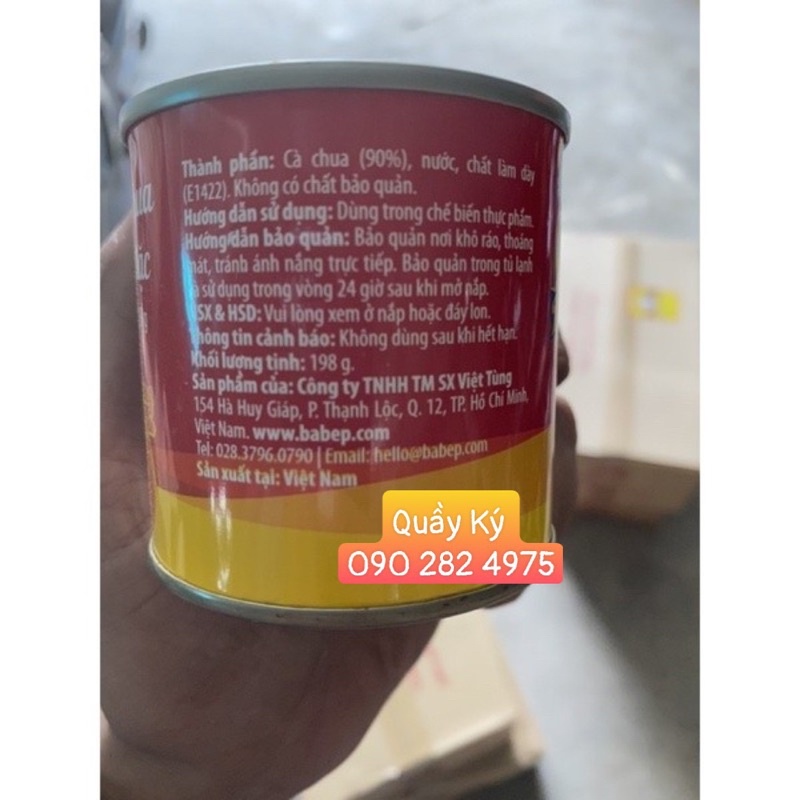 Thành phần: Cà chua (90%), nước, chất làm dày
(E1422). Không có chất bảo quản.
Hướng dẫn sử dụng: Dùng trong chế biến thực phẩm.
Hướng dẫn bảo quản: Bảo quản nơi khô ráo, thoáng
mát, tránh ánh nắng trực tiếp. Bảo quản trong tủ lạnh
và sử dụng trong vòng 24 giờ sau khi mở nắp.
NSX & HSD: Vui lòng xem ở nắp hoặc đáy lon.
Thông tin cảnh báo: Không dùng sau khi hết hạn.
Khối lượng tịnh: 198 g.
Sản phẩm của: Công ty TNHH TM SX Việt Tùng
154 Hà Huy Giáp, P. Thạnh Lộc, Q. 12, TP. Hồ Chí Minh,
Việt Nam. www.babep.com
Tel: 028.3796.0790 | Email: hello@babep.com
Sản xuất tại: Việt Nam
Quầy Ký
090 282 4975